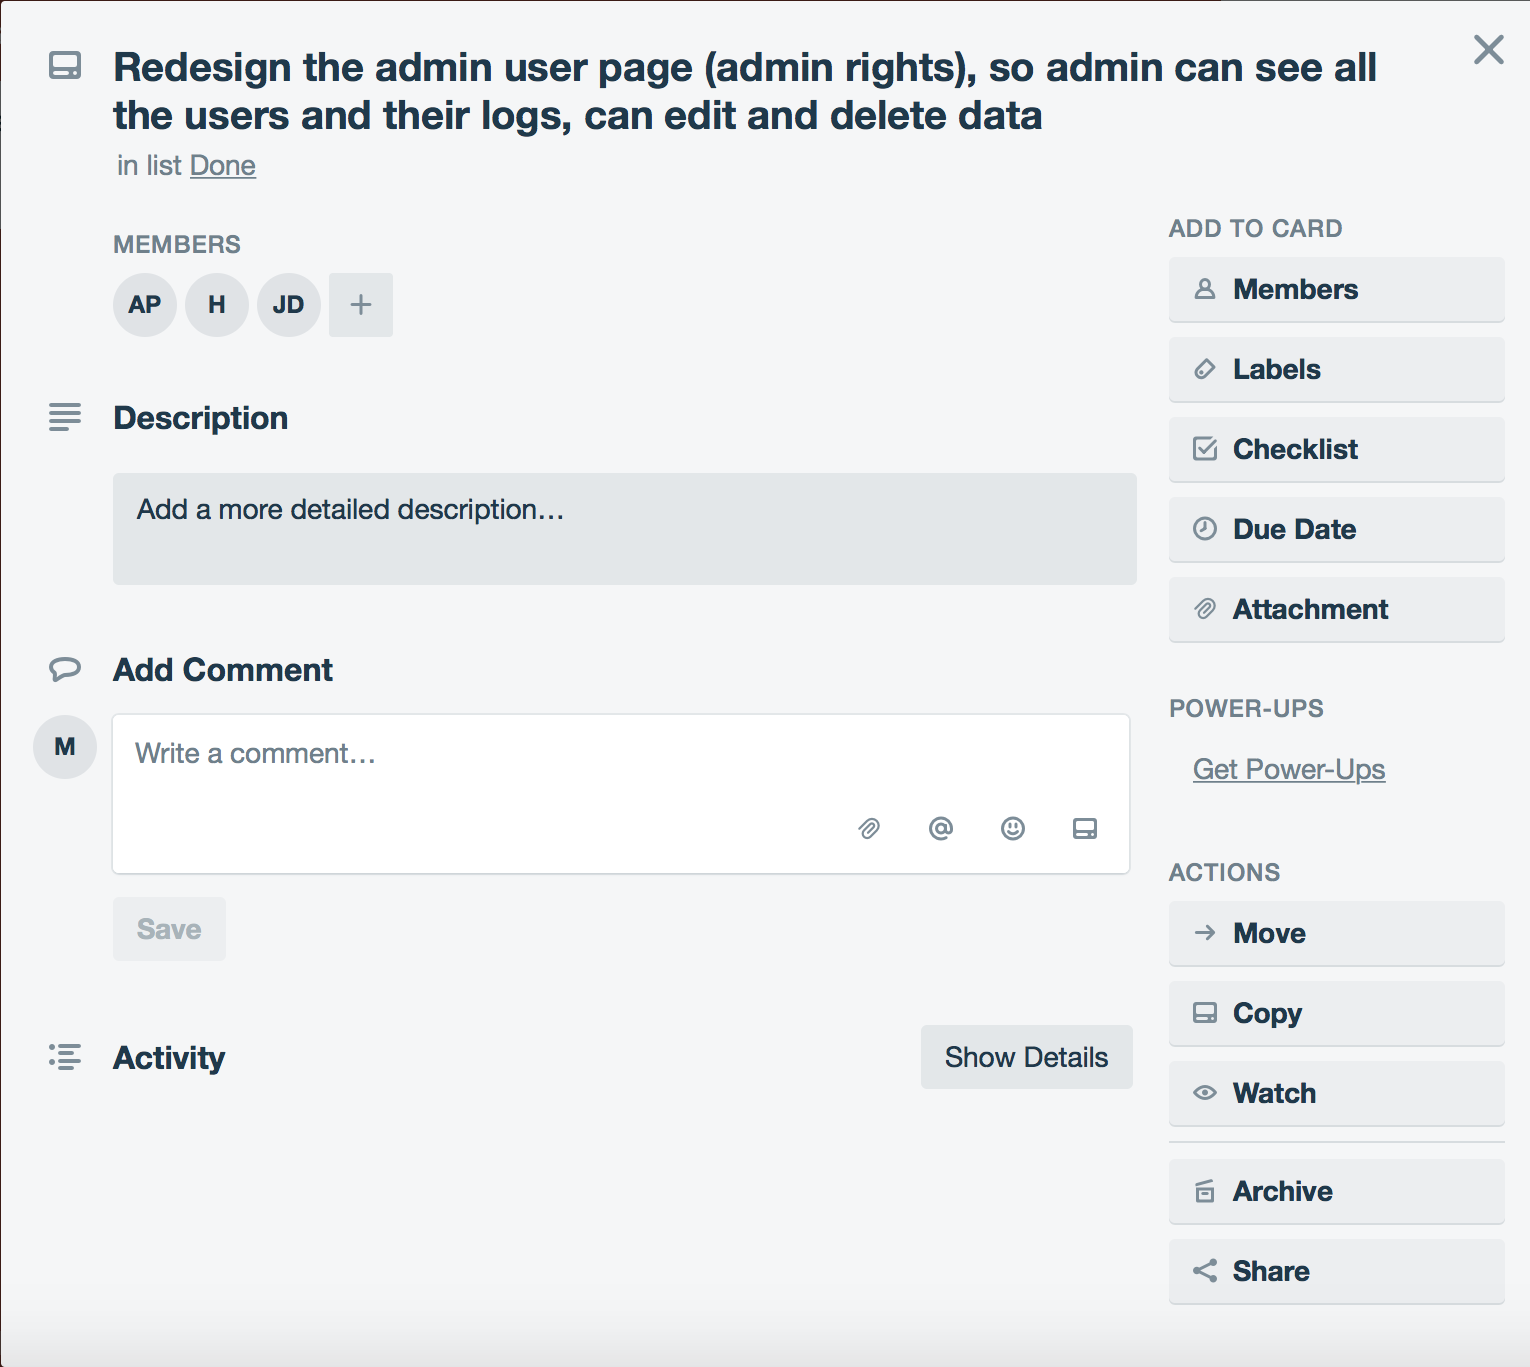 Redesign the admin user page (admin rights), so admin can see all
the users and their logs, can edit and delete data
in list Done
MEMBERS
AP H JD
Description
Add a more detailed description…
Add Comment
M
Write a comment…
Save
Activity
Show Details
ADD TO CARD
Members
Labels
Checklist
Due Date
Attachment
POWER-UPS
Get Power-Ups
ACTIONS
Move
Copy
Watch
Archive
Share